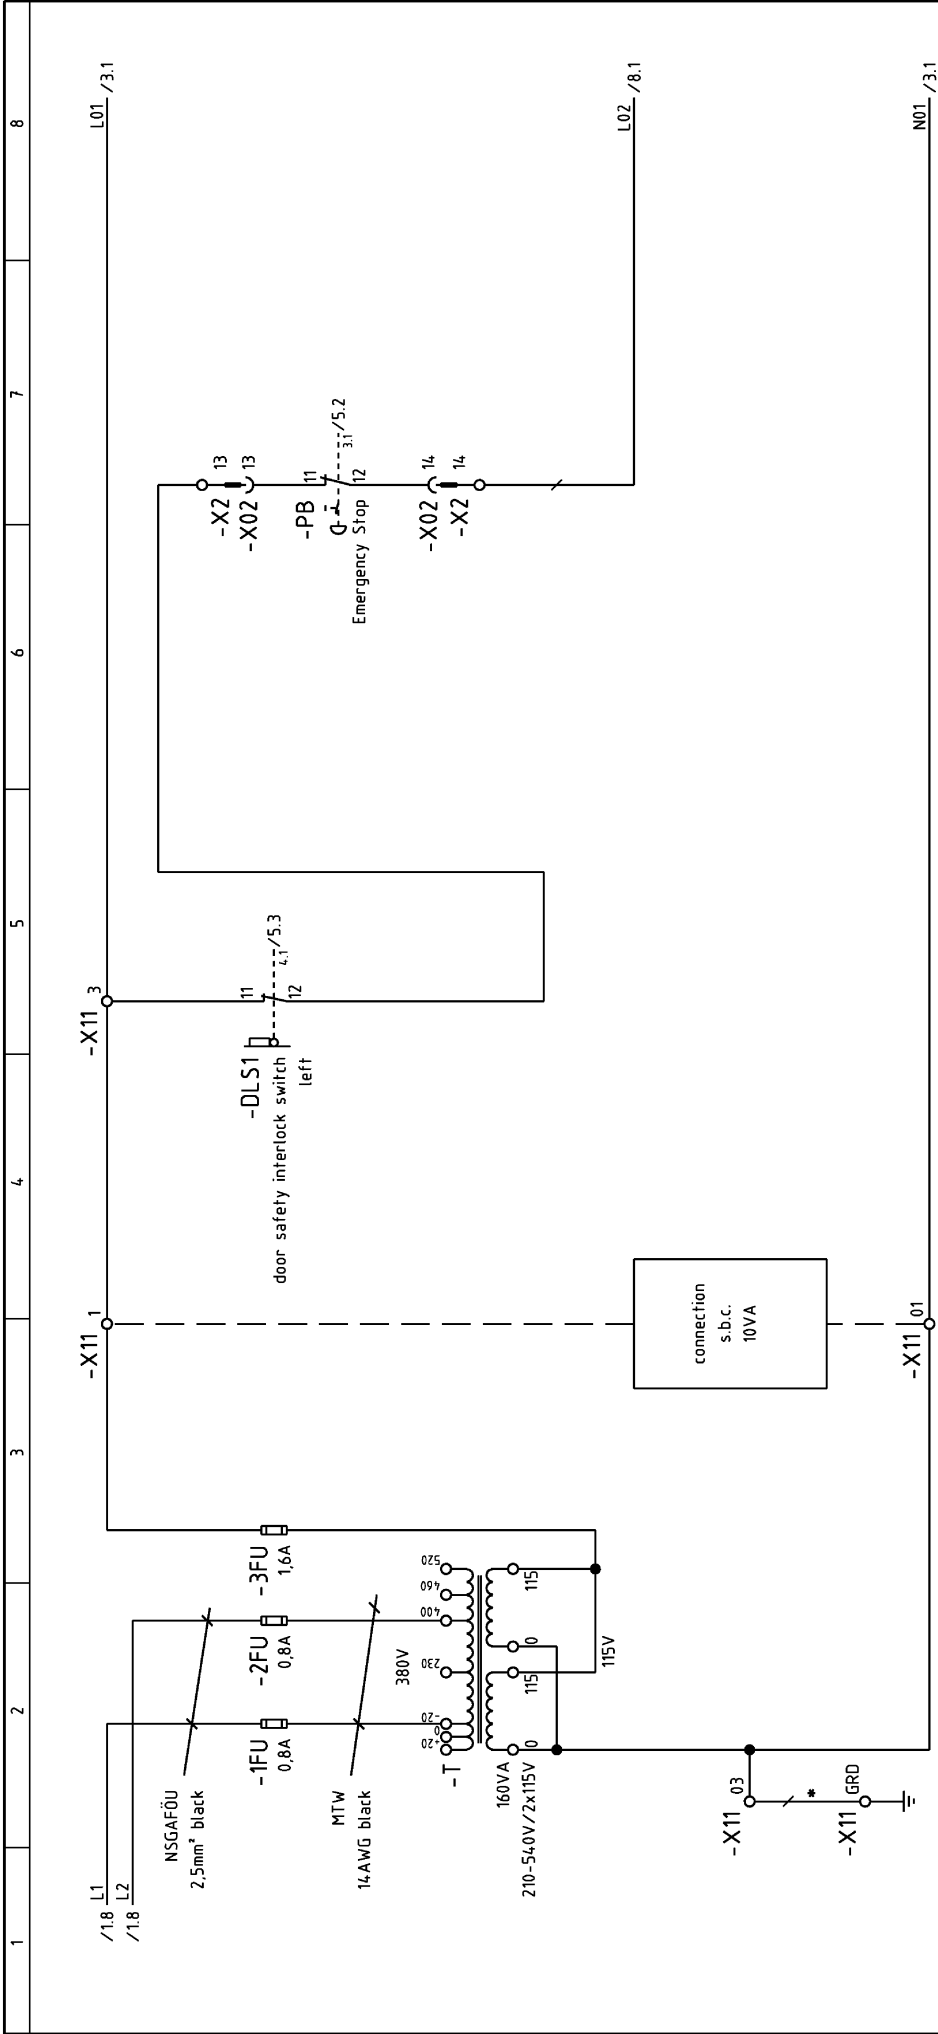 1
2
3
4
5
6
7
8
/1.8 L1
/1.8 L2
NSGAFÖU
2,5mm² black
-1FU
0,8A
-2FU
0,8A
-3FU
1,6A
MTW
14AWG black
380V
+20
0
-20
230
400
460
520
-T
160VA
210-540V/2x115V
0
115
0
115
115V
-X11 03
*
-X11 GRD
-X11 1
connection
s.b.c.
10VA
-X11 01
-X11 3
-DLS1
11
12
4.1 /5.3
door safety interlock switch
left
-X2 13
-X02 13
-PB
11
12
3.1 /5.2
Emergency Stop
-X02 14
-X2 14
L01 /3.1
L02 /8.1
N01 /3.1